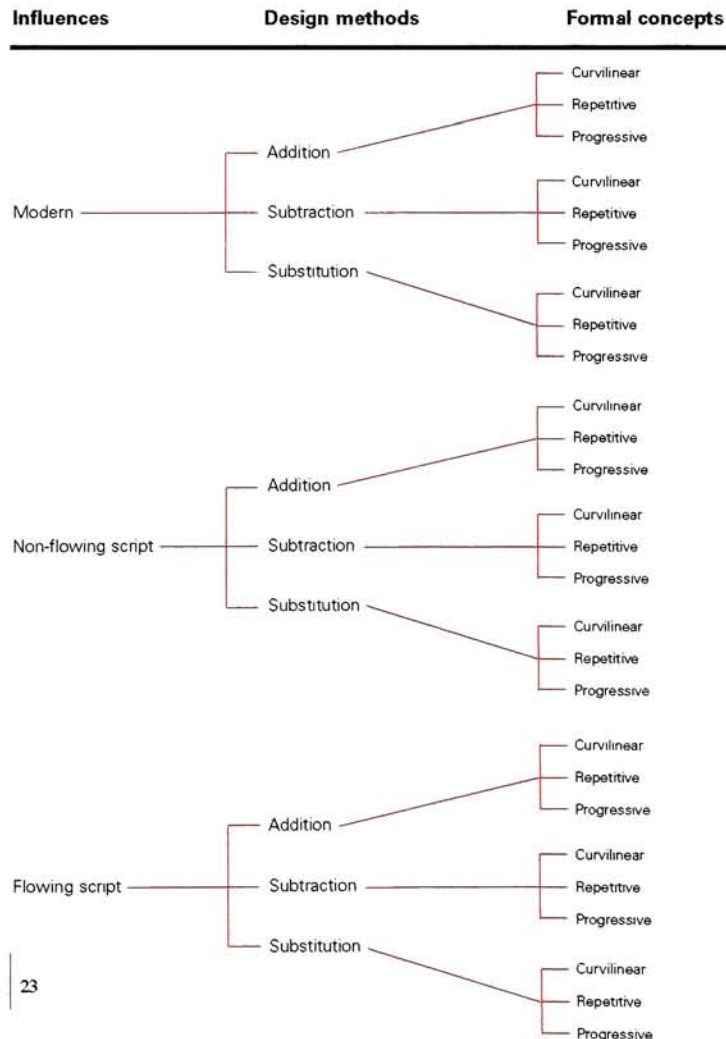 Influences Design methods Formal concepts
Curvilinear
Repetitive
Progressive
Addition
Curvilinear
Modern Subtraction Repetitive
Progressive
Substitution
Curvilinear
Repetitive
Progressive
Curvilinear
Repetitive
Progressive
Addition
Curvilinear
Non-flowing script Subtraction Repetitive
Progressive
Substitution
Curvilinear
Repetitive
Progressive
Curvilinear
Repetitive
Progressive
Addition
Curvilinear
Flowing script Subtraction Repetitive
Progressive
Substitution
Curvilinear
23
Repetitive
Progressive